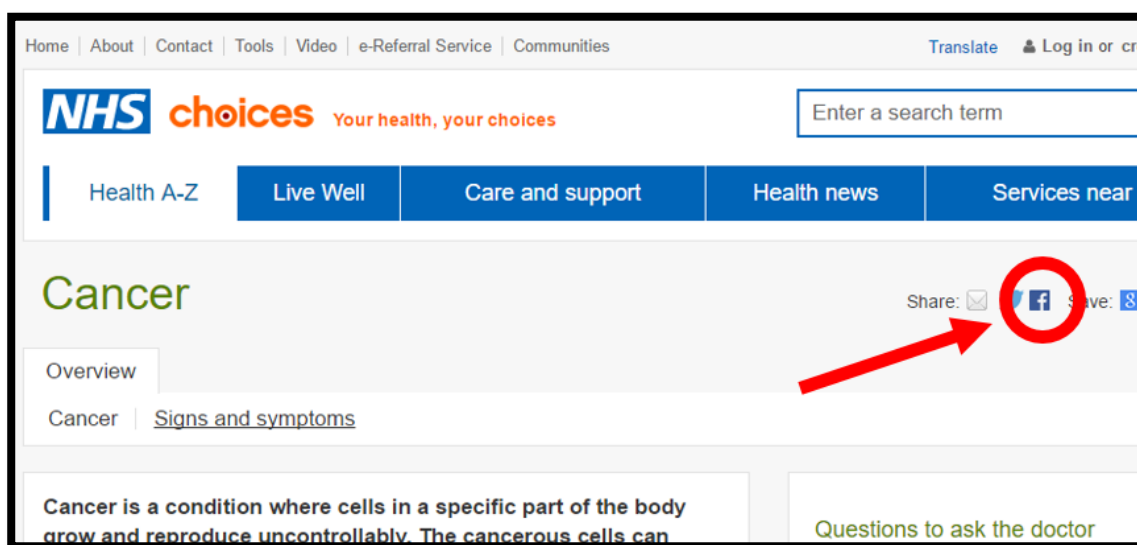 Home About Contact Tools Video e-Referral Service Communities Translate Log in or cr
NHS choices Your health, your choices
Enter a search term
Health A-Z Live Well Care and support Health news Services near
Cancer
Share: Save:
Overview
Cancer Signs and symptoms
Cancer is a condition where cells in a specific part of the body
grow and reproduce uncontrollably. The cancerous cells can
Questions to ask the doctor